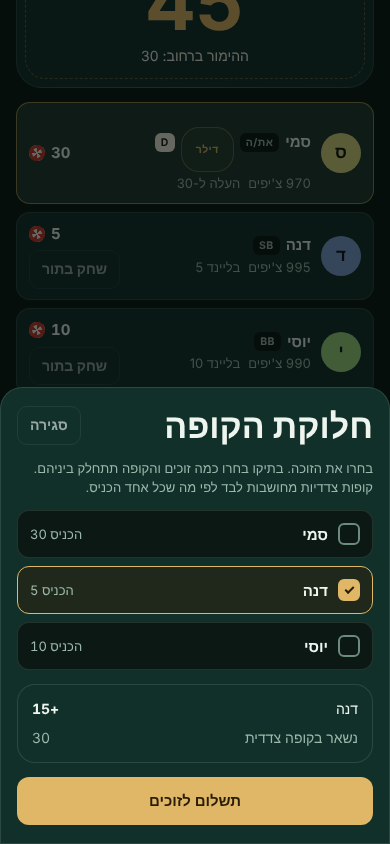 45
ההימור ברחוב: 30
ס
סמי את/ה דילר D
970 צ'יפים העלה ל-30
30
ד
דנה SB
995 צ'יפים בליינד 5
5
שחק בתור
י
יוסי BB
990 צ'יפים בליינד 10
10
שחק בתור
חלוקת הקופה
סגירה
בחרו את הזוכה. בתיקו בחרו כמה זוכים והקופה תתחלק ביניהם.
קופות צדדיות מחושבות לבד לפי מה שכל אחד הכניס.
סמי הכניס 30
דנה הכניס 5
יוסי הכניס 10
דנה +15
נשאר בקופה צדדית 30
תשלום לזוכים